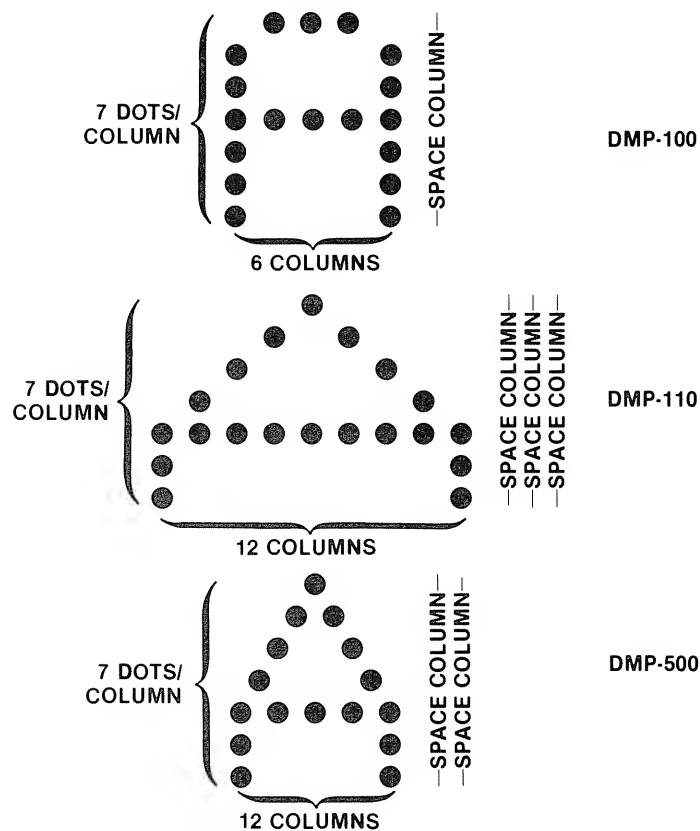 7 DOTS/
COLUMN
—SPACE COLUMN—
DMP-100
6 COLUMNS
7 DOTS/
COLUMN
—SPACE COLUMN—
—SPACE COLUMN—
—SPACE COLUMN—
DMP-110
12 COLUMNS
7 DOTS/
COLUMN
—SPACE COLUMN—
—SPACE COLUMN—
DMP-500
12 COLUMNS